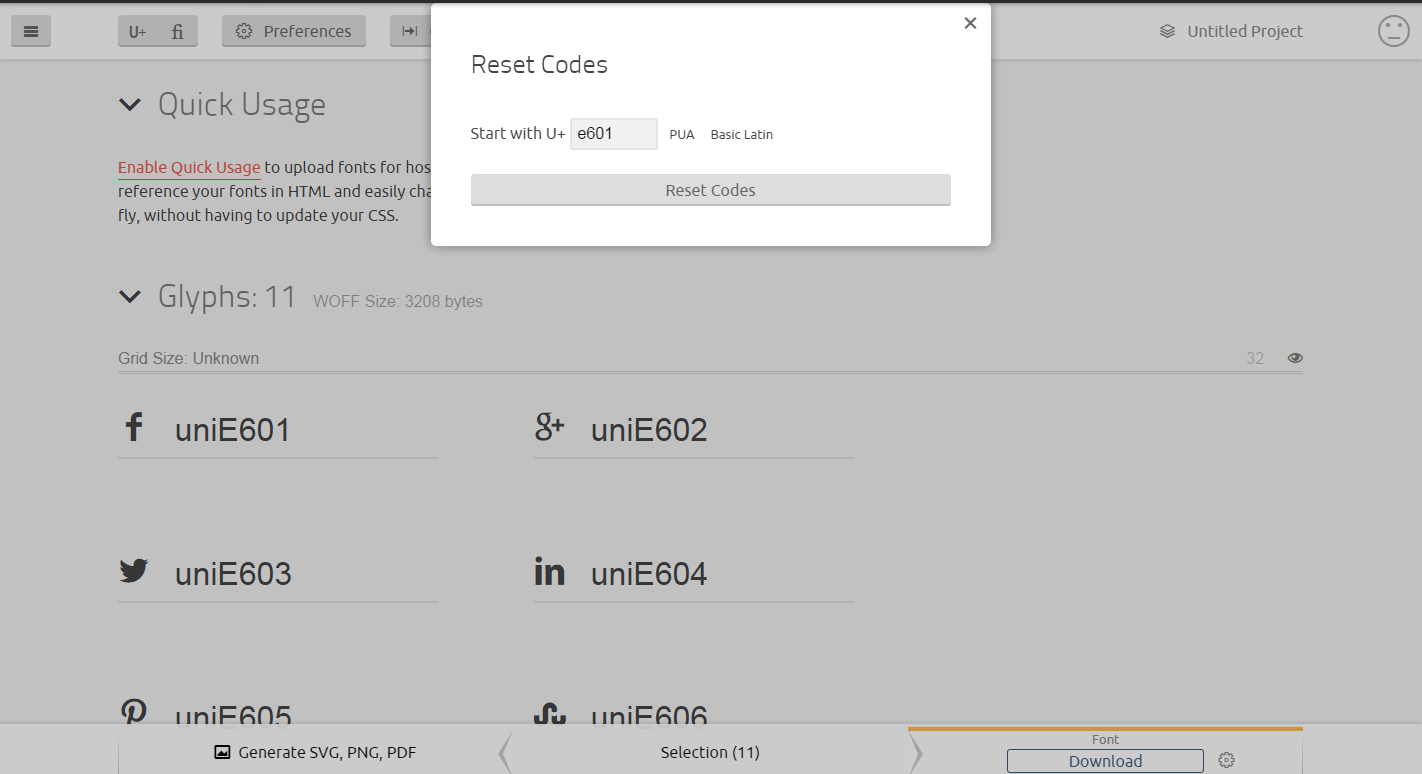 U+ fi Preferences Untitled Project
Reset Codes
Start with U+ e601 PUA Basic Latin
Reset Codes
Quick Usage
Enable Quick Usage to upload fonts for hos
reference your fonts in HTML and easily cha
fly, without having to update your CSS.
Glyphs: 11 WOFF Size: 3208 bytes
Grid Size: Unknown 32
uniE601 uniE602
uniE603 uniE604
uniE605 uniE606
Generate SVG, PNG, PDF Selection (11) Font
Download